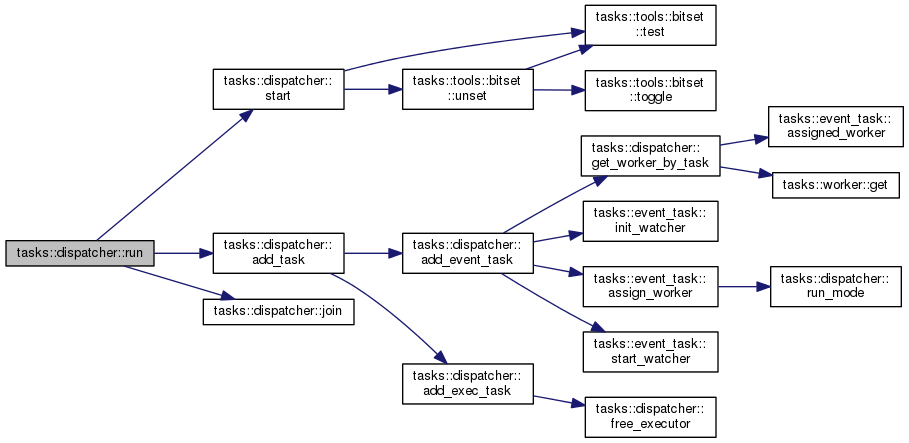 tasks::dispatcher::run
tasks::dispatcher::
start
tasks::dispatcher::
add_task
tasks::dispatcher::join
tasks::tools::bitset
::unset
tasks::dispatcher::
add_event_task
tasks::dispatcher::
add_exec_task
tasks::tools::bitset
::test
tasks::tools::bitset
::toggle
tasks::dispatcher::
get_worker_by_task
tasks::event_task::
init_watcher
tasks::event_task::
assign_worker
tasks::event_task::
start_watcher
tasks::dispatcher::
free_executor
tasks::event_task::
assigned_worker
tasks::worker::get
tasks::dispatcher::
run_mode